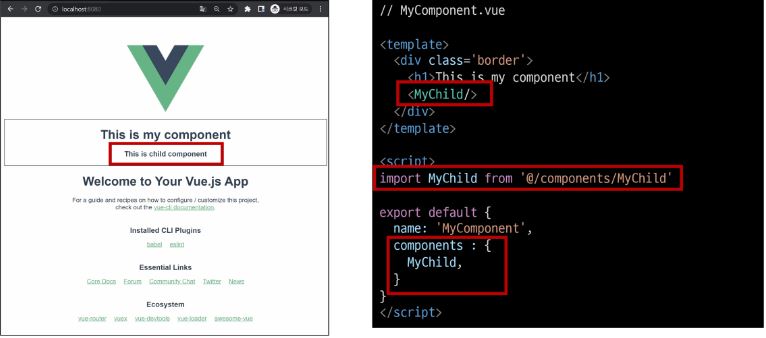 localhost:8080
This is my component
This is child component
Welcome to Your Vue.js App
For a guide and recipes on how to configure / customize this project,
check out the vue-cli documentation.
Installed CLI Plugins
babel eslint
Essential Links
Core Docs Forum Community Chat Twitter News
Ecosystem
vue-router vuex vue-devtools vue-loader awesome-vue
// MyComponent.vue
<template>
<div class='border'>
<h1>This is my component</h1>
<MyChild/>
</div>
</template>
<script>
import MyChild from '@/components/MyChild'
export default {
name: 'MyComponent',
components : {
MyChild,
}
}
</script>